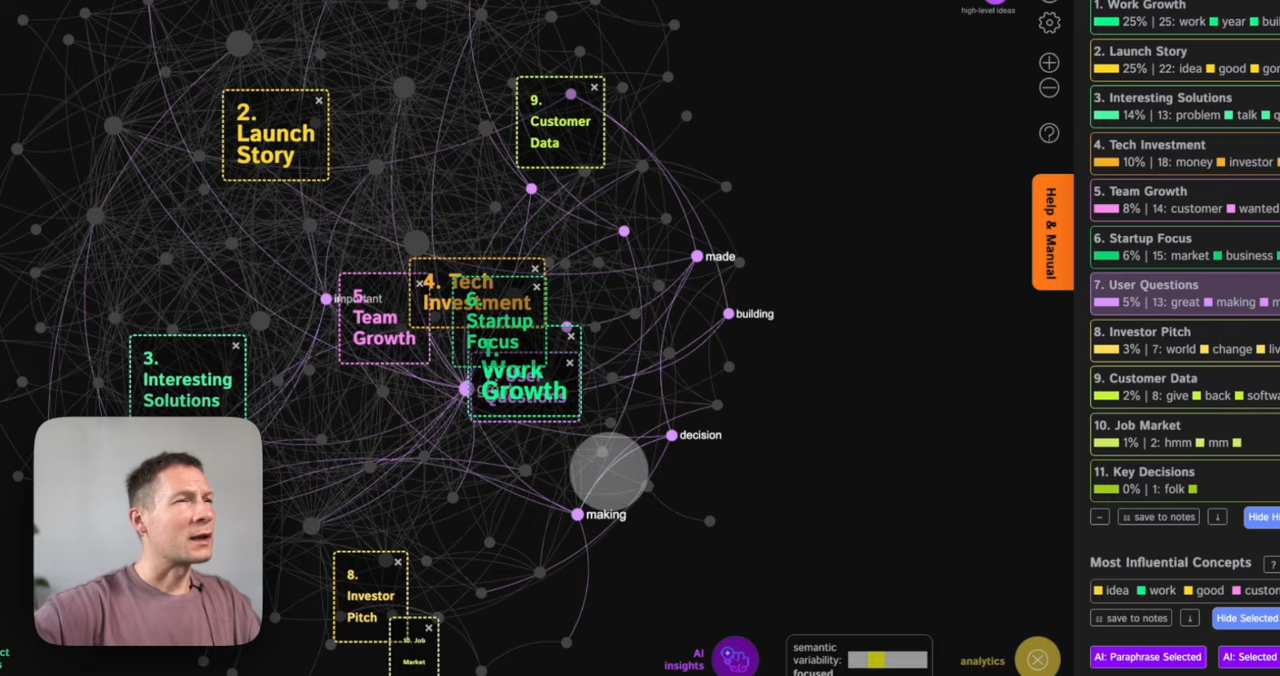 high-level ideas
2.
Launch
Story
9.
Customer
Data
made
important
building
4. Tech
Investment
5.
Team
Growth
6.
Startup
Focus
1.
Work
Growth
Questions
3.
Interesting
Solutions
decision
making
8.
Investor
Pitch
10. Job
Market
AI
insights
semantic
variability:
focused
analytics
Help & Manual
1. Work Growth
25% | 25: work year
2. Launch Story
25% | 22: idea good
3. Interesting Solutions
14% | 13: problem talk
4. Tech Investment
10% | 18: money investor
5. Team Growth
8% | 14: customer wanted
6. Startup Focus
6% | 15: market business
7. User Questions
5% | 13: great making
8. Investor Pitch
3% | 7: world change
9. Customer Data
2% | 8: give back
10. Job Market
1% | 2: hmm mm
11. Key Decisions
0% | 1: folk
save to notes
Most Influential Concepts
?
idea work good
save to notes
Hide Selected
AI: Paraphrase Selected
AI: Selected